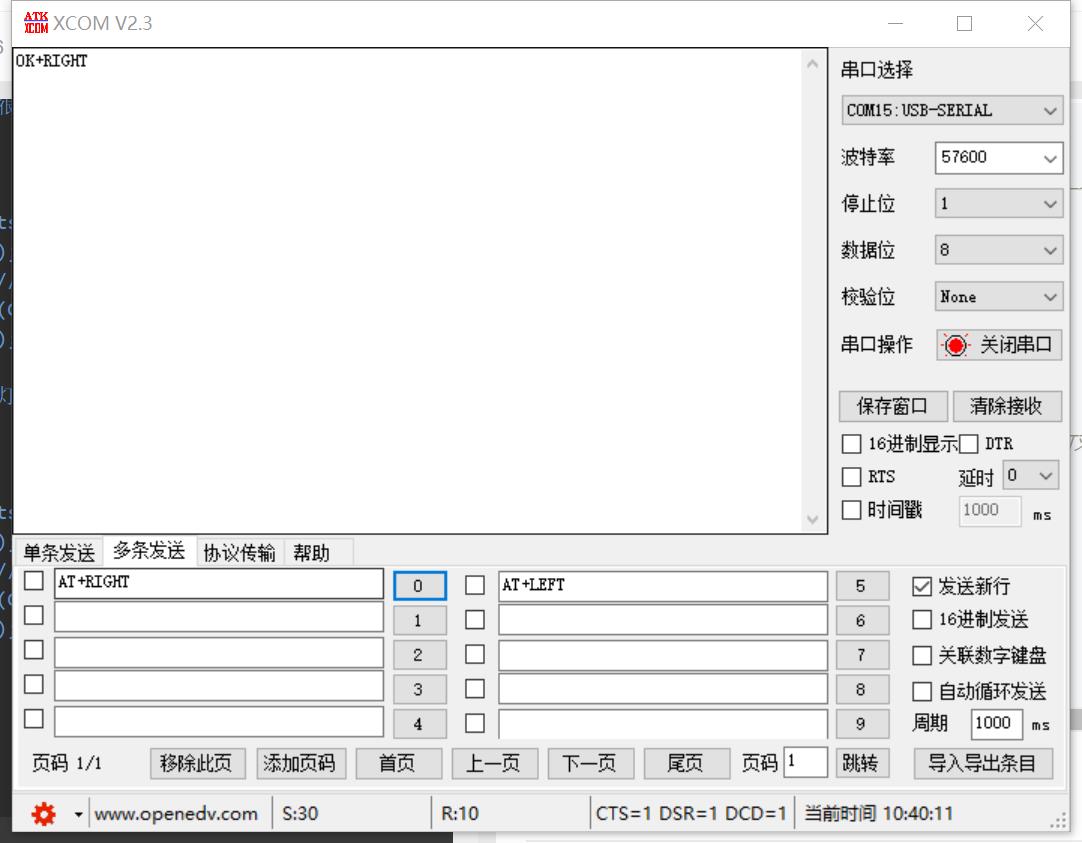 ATK
XCOM XCOM V2.3
OK+RIGHT
串口选择
COM15:USB-SERIAL
波特率 57600
停止位 1
数据位 8
校验位 None
串口操作 关闭串口
保存窗口 清除接收
16进制显示 DTR
RTS 延时 0
时间戳 1000 ms
单条发送 多条发送 协议传输 帮助
AT+RIGHT 0 AT+LEFT 5 发送新行
1 6 16进制发送
2 7 关联数字键盘
3 8 自动循环发送
4 9 周期 1000 ms
页码 1/1 移除此页 添加页码 首页 上一页 下一页 尾页 页码 1 跳转 导入导出条目
www.openedv.com S:30 R:10 CTS=1 DSR=1 DCD=1 当前时间 10:40:11